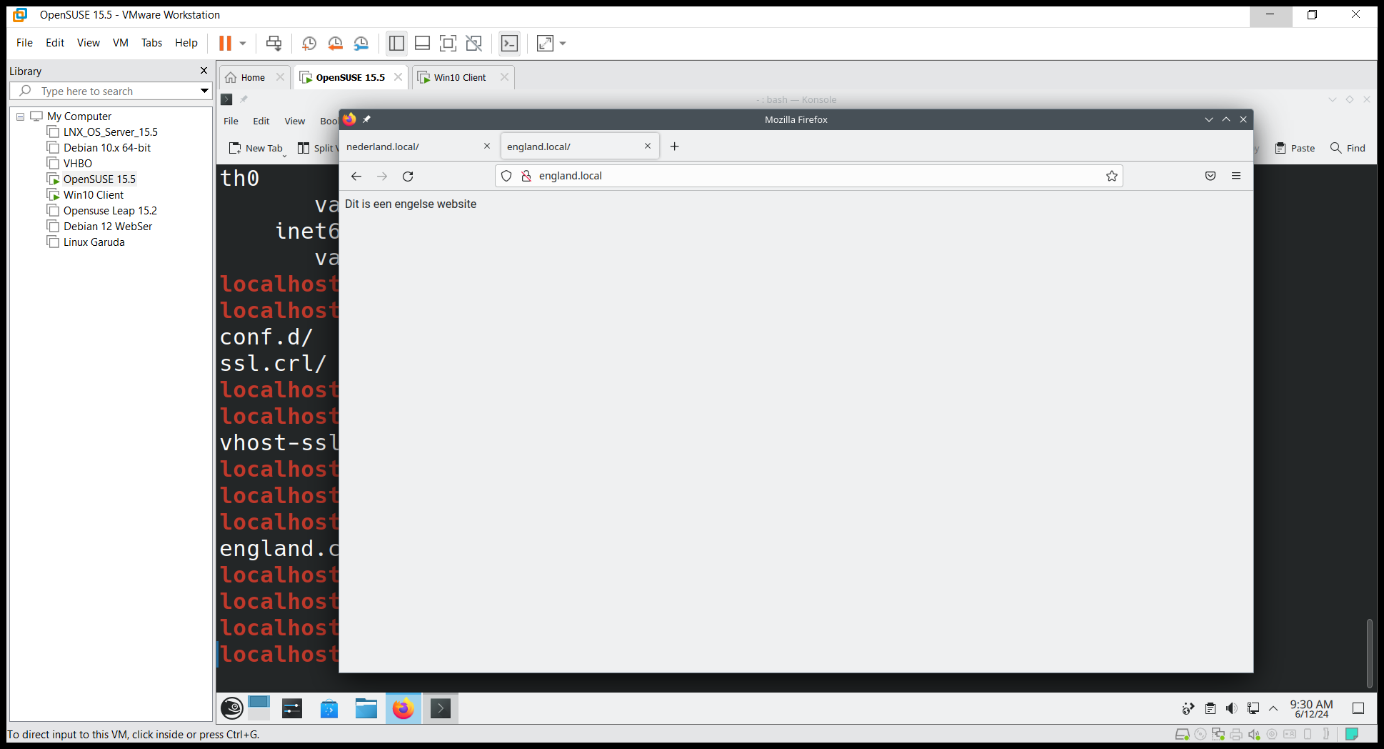 OpenSUSE 15.5 - VMware Workstation
File Edit View VM Tabs Help
Library
Type here to search
My Computer
LNX_OS_Server_15.5
Debian 10.x 64-bit
VHBO
OpenSUSE 15.5
Win10 Client
Opensuse Leap 15.2
Debian 12 WebSer
Linux Garuda
Home OpenSUSE 15.5 Win10 Client
- : bash — Konsole
File Edit View Boo
New Tab Split V
Paste Find
Mozilla Firefox
nederland.local/ england.local/
england.local
Dit is een engelse website
th0
va
inet6
va
localhost
localhost
conf.d/
ssl.crl/
localhost
localhost
vhost-ssl
localhost
localhost
localhost
england.c
localhost
localhost
localhost
localhost
9:30 AM
6/12/24
To direct input to this VM, click inside or press Ctrl+G.